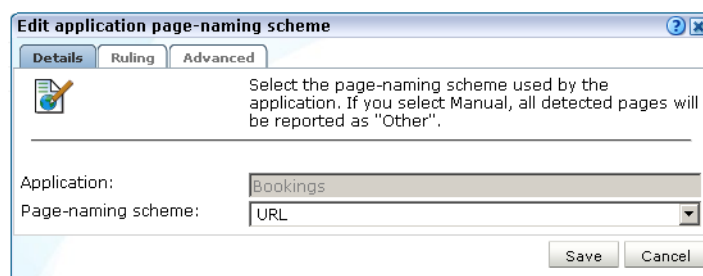 Edit application page-naming scheme
Details Ruling Advanced
Select the page-naming scheme used by the
application. If you select Manual, all detected pages will
be reported as "Other".
Application: Bookings
Page-naming scheme: URL
Save Cancel